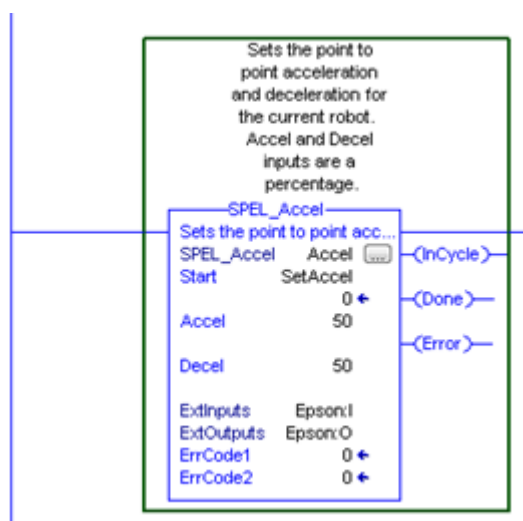 Sets the point to
point acceleration
and deceleration for
the current robot.
Accel and Decel
inputs are a
percentage.
SPEL_Accel
Sets the point to point acc...
SPEL_Accel Accel ...
(InCycle)
Start SetAccel
0
(Done)
Accel 50
(Error)
Decel 50
ExtInputs Epson:I
ExtOutputs Epson:O
ErrCode1 0
ErrCode2 0